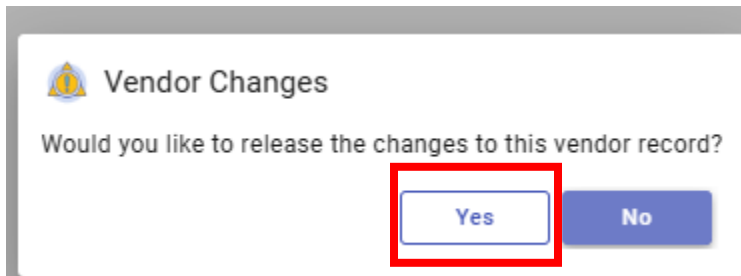 Vendor Changes
Would you like to release the changes to this vendor record?
Yes No